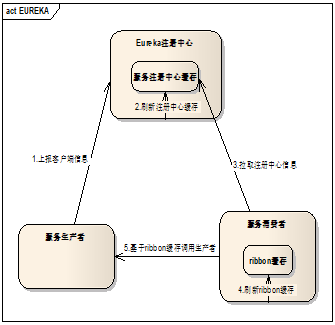 act EUREKA
Eureka注册中心
服务注册中心缓存
2.刷新注册中心缓存
1.上报客户端信息
3.拉取注册中心信息
服务生产者
服务消费者
5.基于ribbon缓存调用生产者
ribbon缓存
4.刷新ribbon缓存